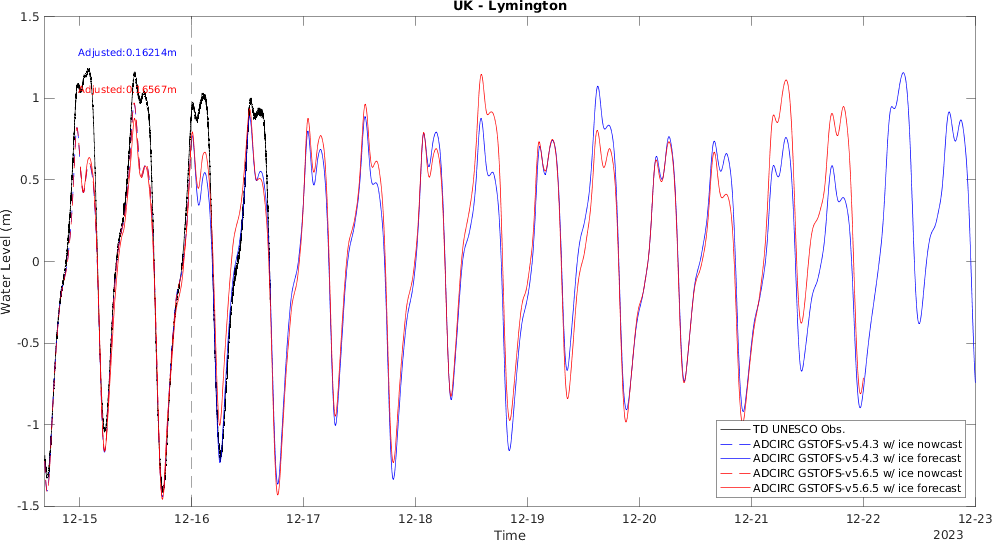 UK - Lymington
Adjusted:0.16214m
Adjusted:0.16567m
Water Level (m)
1.5
1
0.5
0
-0.5
-1
-1.5
TD UNESCO Obs.
ADCIRC GSTOFS-v5.4.3 w/ ice nowcast
ADCIRC GSTOFS-v5.4.3 w/ ice forecast
ADCIRC GSTOFS-v5.6.5 w/ ice nowcast
ADCIRC GSTOFS-v5.6.5 w/ ice forecast
12-15 12-16 12-17 12-18 12-19 12-20 12-21 12-22 12-23
Time
2023